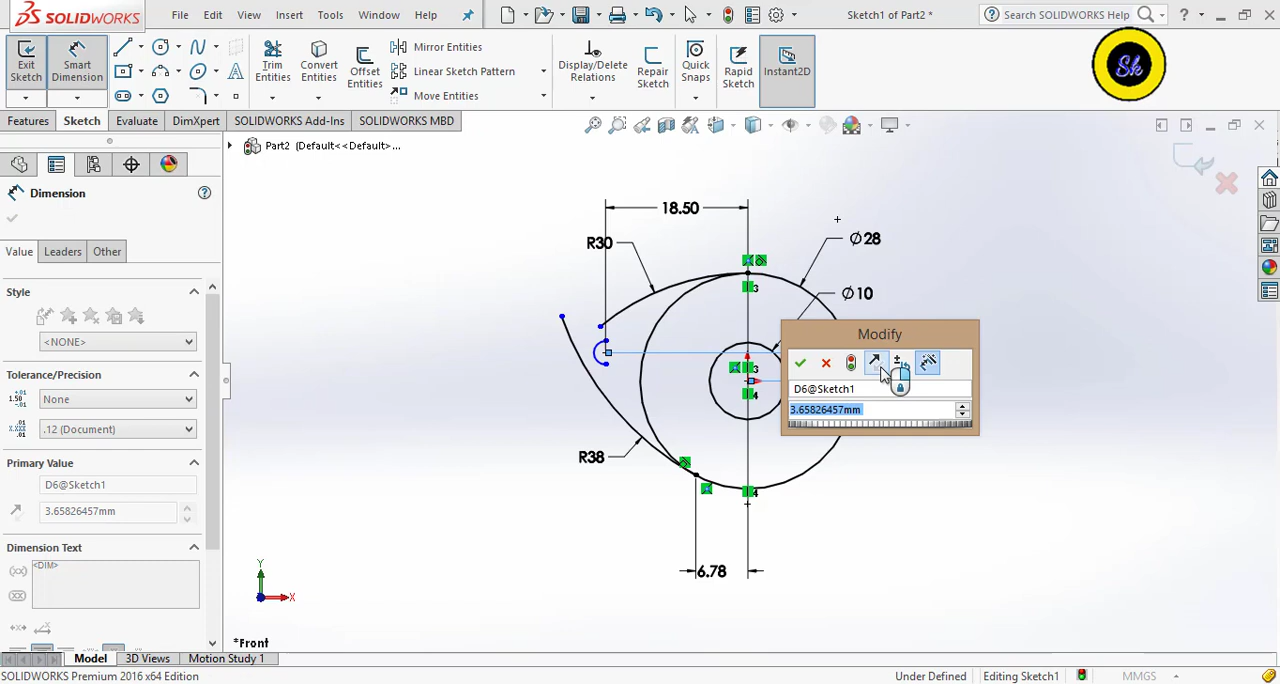 SOLIDWORKS
File Edit View Insert Tools Window Help
Sketch1 of Part2 *
Search SOLIDWORKS Help
?
Exit Sketch
Smart Dimension
Trim Entities
Convert Entities
Offset Entities
Mirror Entities
Linear Sketch Pattern
Move Entities
Display/Delete Relations
Repair Sketch
Quick Snaps
Rapid Sketch
Instant2D
Sk
Features Sketch Evaluate DimXpert SOLIDWORKS Add-Ins SOLIDWORKS MBD
Part2 (Default<<Default>...
Dimension
Value Leaders Other
Style
<NONE>
Tolerance/Precision
None
.12 (Document)
Primary Value
D6@Sketch1
3.65826457mm
Dimension Text
<DIM>
18.50
R30
Ø28
Ø10
3
3
4
R38
4
6.78
Modify
D6@Sketch1
3.65826457mm
Y
X
*Front
Model 3D Views Motion Study 1
SOLIDWORKS Premium 2016 x64 Edition
Under Defined Editing Sketch1 MMGS